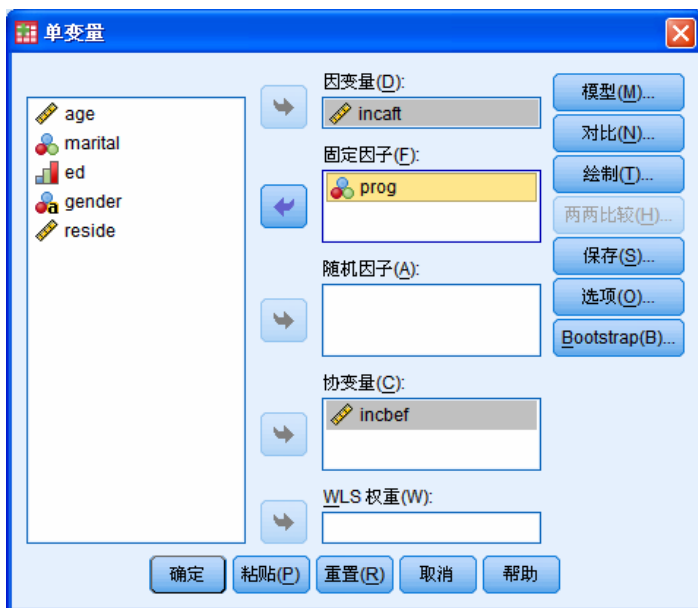 单变量
age
marital
ed
gender
reside
因变量(D):
incaft
固定因子(F):
prog
随机因子(A):
协变量(C):
incbef
WLS 权重(W):
模型(M)...
对比(N)...
绘制(T)...
两两比较(H)...
保存(S)...
选项(O)...
Bootstrap(B)...
确定
粘贴(P)
重置(R)
取消
帮助